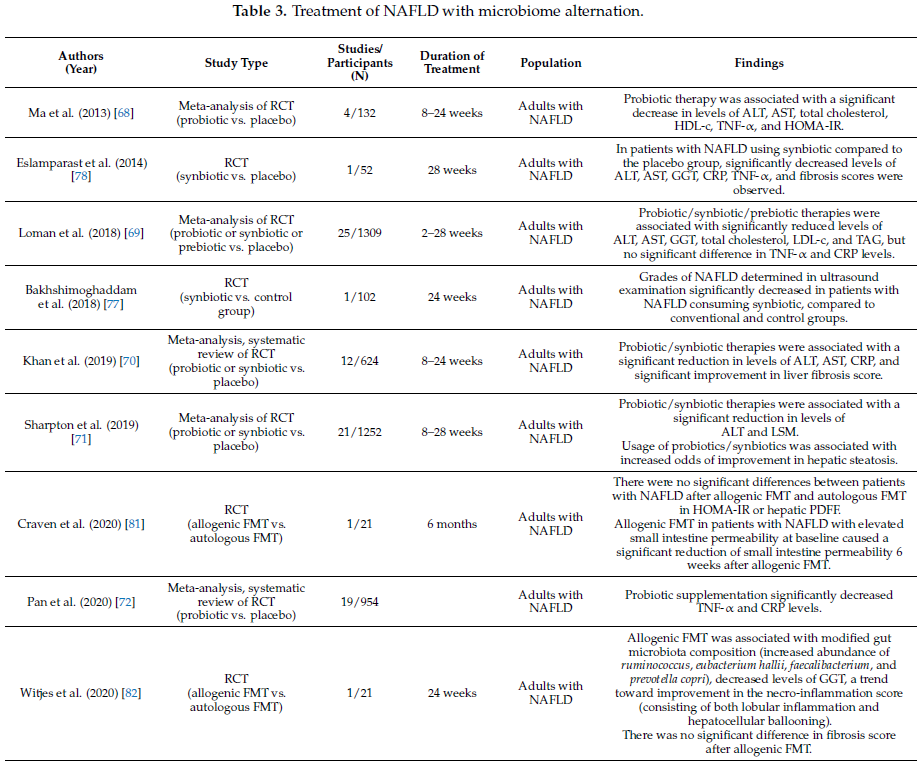 Table 3. Treatment of NAFLD with microbiome alternation.
Authors
(Year)
Study Type
Studies/
Participants
(N)
Duration of
Treatment
Population
Findings
Ma et al. (2013) [68]
Meta-analysis of RCT
(probiotic vs. placebo)
4/132
8–24 weeks
Adults with
NAFLD
Probiotic therapy was associated with a significant
decrease in levels of ALT, AST, total cholesterol,
HDL-c, TNF-α, and HOMA-IR.
Eslamparast et al. (2014)
[78]
RCT
(synbiotic vs. placebo)
1/52
28 weeks
Adults with
NAFLD
In patients with NAFLD using synbiotic compared to
the placebo group, significantly decreased levels of
ALT, AST, GGT, CRP, TNF-α, and fibrosis scores were
observed.
Loman et al. (2018) [69]
Meta-analysis of RCT
(probiotic or synbiotic or
prebiotic vs. placebo)
25/1309
2–28 weeks
Adults with
NAFLD
Probiotic/synbiotic/prebiotic therapies were
associated with significantly reduced levels of
ALT, AST, GGT, total cholesterol, LDL-c, and TAG, but
no significant difference in TNF-α and CRP levels.
Bakhshimoghaddam
et al. (2018) [77]
RCT
(synbiotic vs. control
group)
1/102
24 weeks
Adults with
NAFLD
Grades of NAFLD determined in ultrasound
examination significantly decreased in patients with
NAFLD consuming synbiotic, compared to
conventional and control groups.
Khan et al. (2019) [70]
Meta-analysis, systematic
review of RCT
(probiotic or synbiotic vs.
placebo)
12/624
8–24 weeks
Adults with
NAFLD
Probiotic/synbiotic therapies were associated with a
significant reduction in levels of ALT, AST, CRP, and
significant improvement in liver fibrosis score.
Sharpton et al. (2019)
[71]
Meta-analysis of RCT
(probiotic or synbiotic vs.
placebo)
21/1252
8–28 weeks
Adults with
NAFLD
Probiotic/synbiotic therapies were associated with a
significant reduction in levels of
ALT and LSM.
Usage of probiotics/synbiotics was associated with
increased odds of improvement in hepatic steatosis.
Craven et al. (2020) [81]
RCT
(allogenic FMT vs.
autologous FMT)
1/21
6 months
Adults with
NAFLD
There were no significant differences between patients
with NAFLD after allogenic FMT and autologous FMT
in HOMA-IR or hepatic PDFF.
Allogenic FMT in patients with NAFLD with elevated
small intestine permeability at baseline caused a
significant reduction of small intestine permeability 6
weeks after allogenic FMT.
Pan et al. (2020) [72]
Meta-analysis, systematic
review of RCT
(probiotic vs. placebo)
19/954
Adults with
NAFLD
Probiotic supplementation significantly decreased
TNF-α and CRP levels.
Witjes et al. (2020) [82]
RCT
(allogenic FMT vs.
autologous FMT)
1/21
24 weeks
Adults with
NAFLD
Allogenic FMT was associated with modified gut
microbiota composition (increased abundance of
ruminococcus, eubacterium hallii, faecalibacterium, and
prevotella copri), decreased levels of GGT, a trend
toward improvement in the necro-inflammation score
(consisting of both lobular inflammation and
hepatocellular ballooning).
There was no significant difference in fibrosis score
after allogenic FMT.